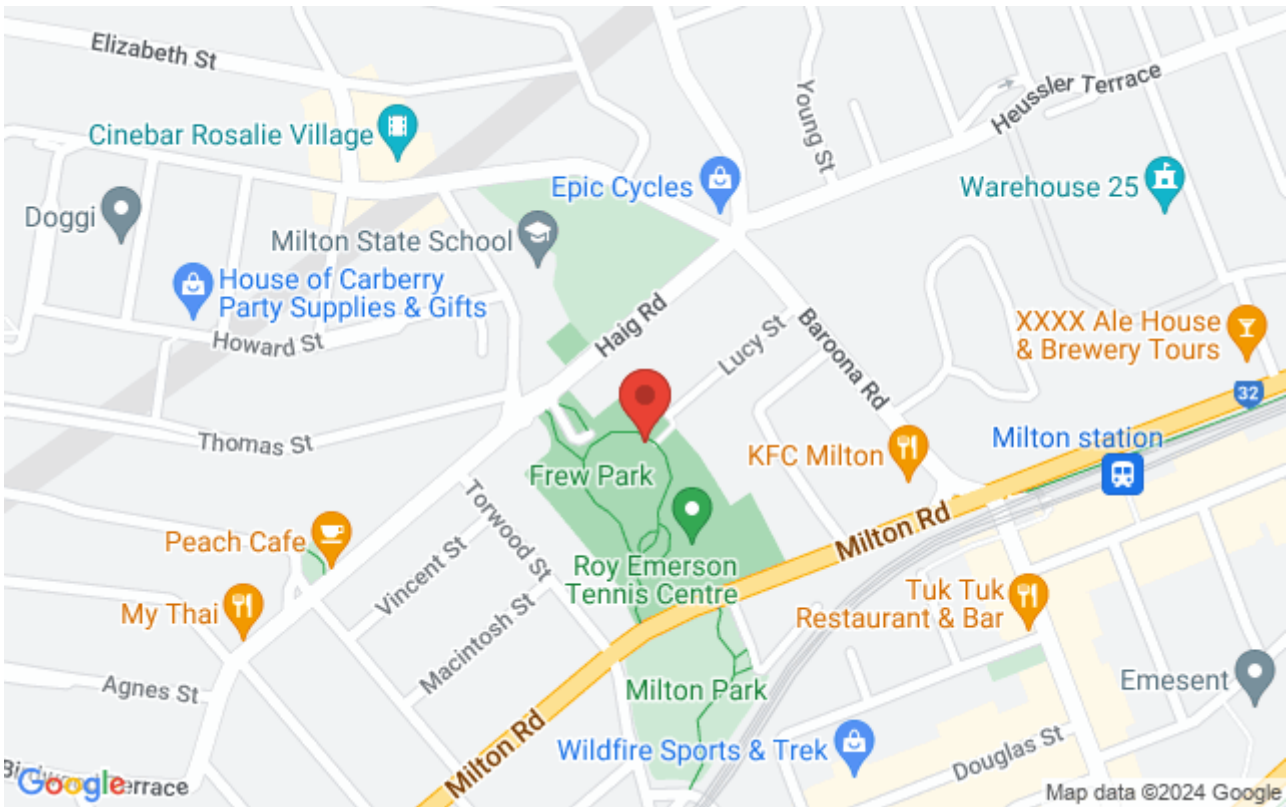 Elizabeth St
Young St
Heussler Terrace
Cinebar Rosalie Village
Epic Cycles
Warehouse 25
Doggi
Milton State School
House of Carberry
Party Supplies & Gifts
Howard St
Haig Rd
Lucy St
Baroona Rd
XXXX Ale House
& Brewery Tours
32
Thomas St
Milton station
KFC Milton
Frew Park
Torwood St
Milton Rd
Peach Cafe
Vincent St
Roy Emerson
Tennis Centre
My Thai
Macintosh St
Tuk Tuk
Restaurant & Bar
Agnes St
Milton Park
Emesent
Milton Rd
Wildfire Sports & Trek
Douglas St
Google
Map data ©2024 Google